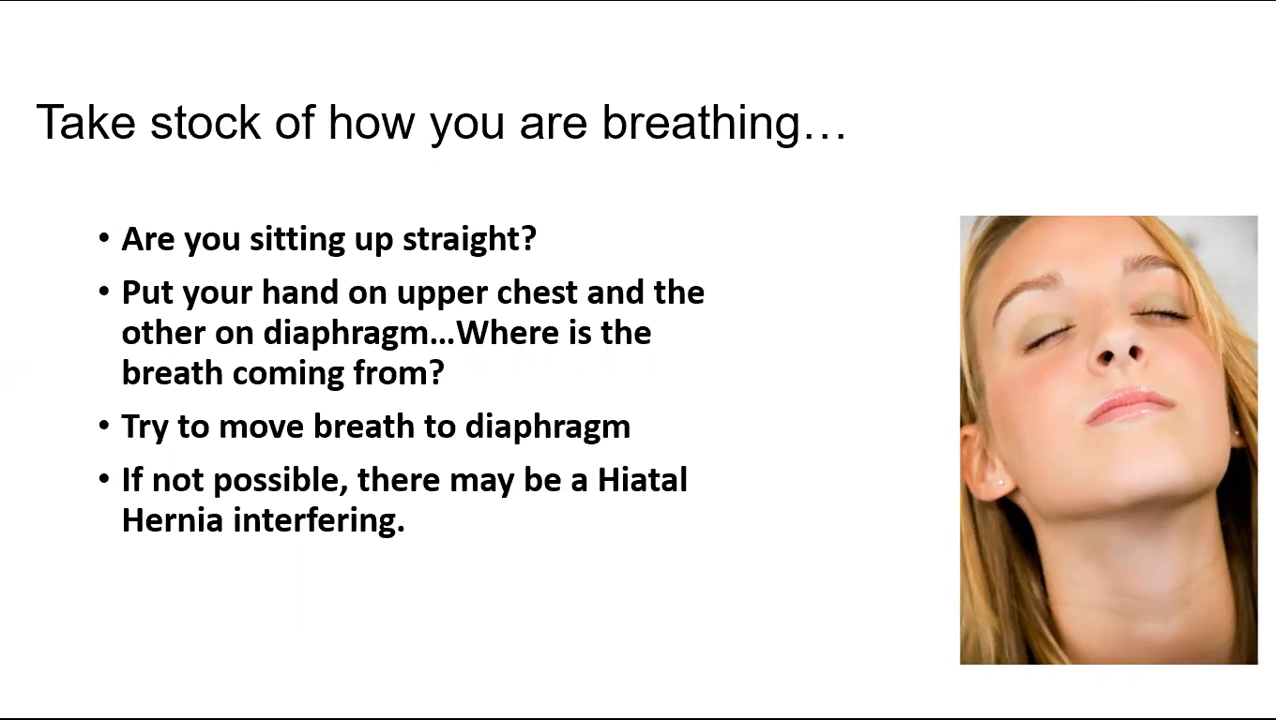 Take stock of how you are breathing…
• Are you sitting up straight?
• Put your hand on upper chest and the
other on diaphragm…Where is the
breath coming from?
• Try to move breath to diaphragm
• If not possible, there may be a Hiatal
Hernia interfering.